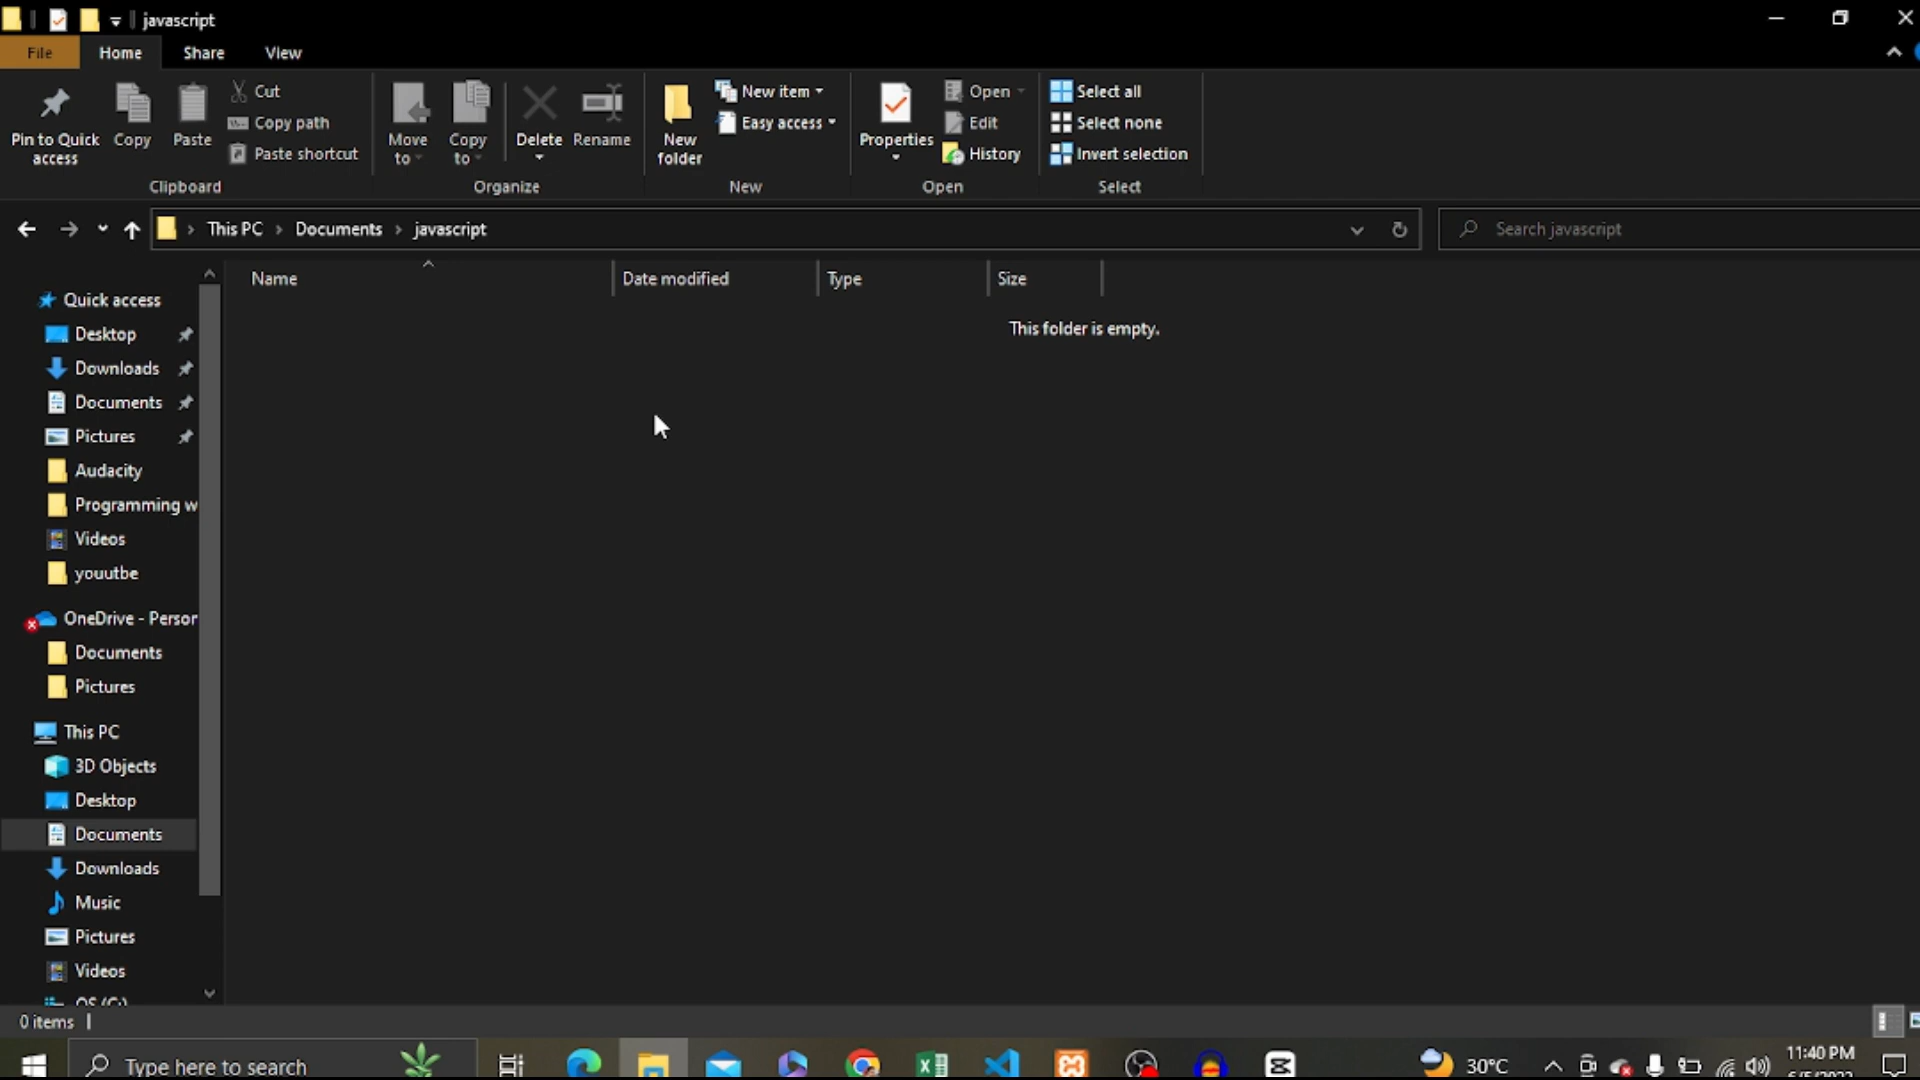 javascript
File Home Share View
Pin to Quick access
Copy
Paste
Cut
Copy path
Paste shortcut
Clipboard
Move to
Copy to
Delete
Rename
Organize
New folder
New item
Easy access
New
Properties
Open
Edit
History
Open
Select all
Select none
Invert selection
Select
This PC > Documents > javascript
Search javascript
Name Date modified Type Size
This folder is empty.
Quick access
Desktop
Downloads
Documents
Pictures
Audacity
Programming w
Videos
youutbe
OneDrive - Person
Documents
Pictures
This PC
3D Objects
Desktop
Documents
Downloads
Music
Pictures
Videos
OS (C:)
0 items
Type here to search
30°C
11:40 PM